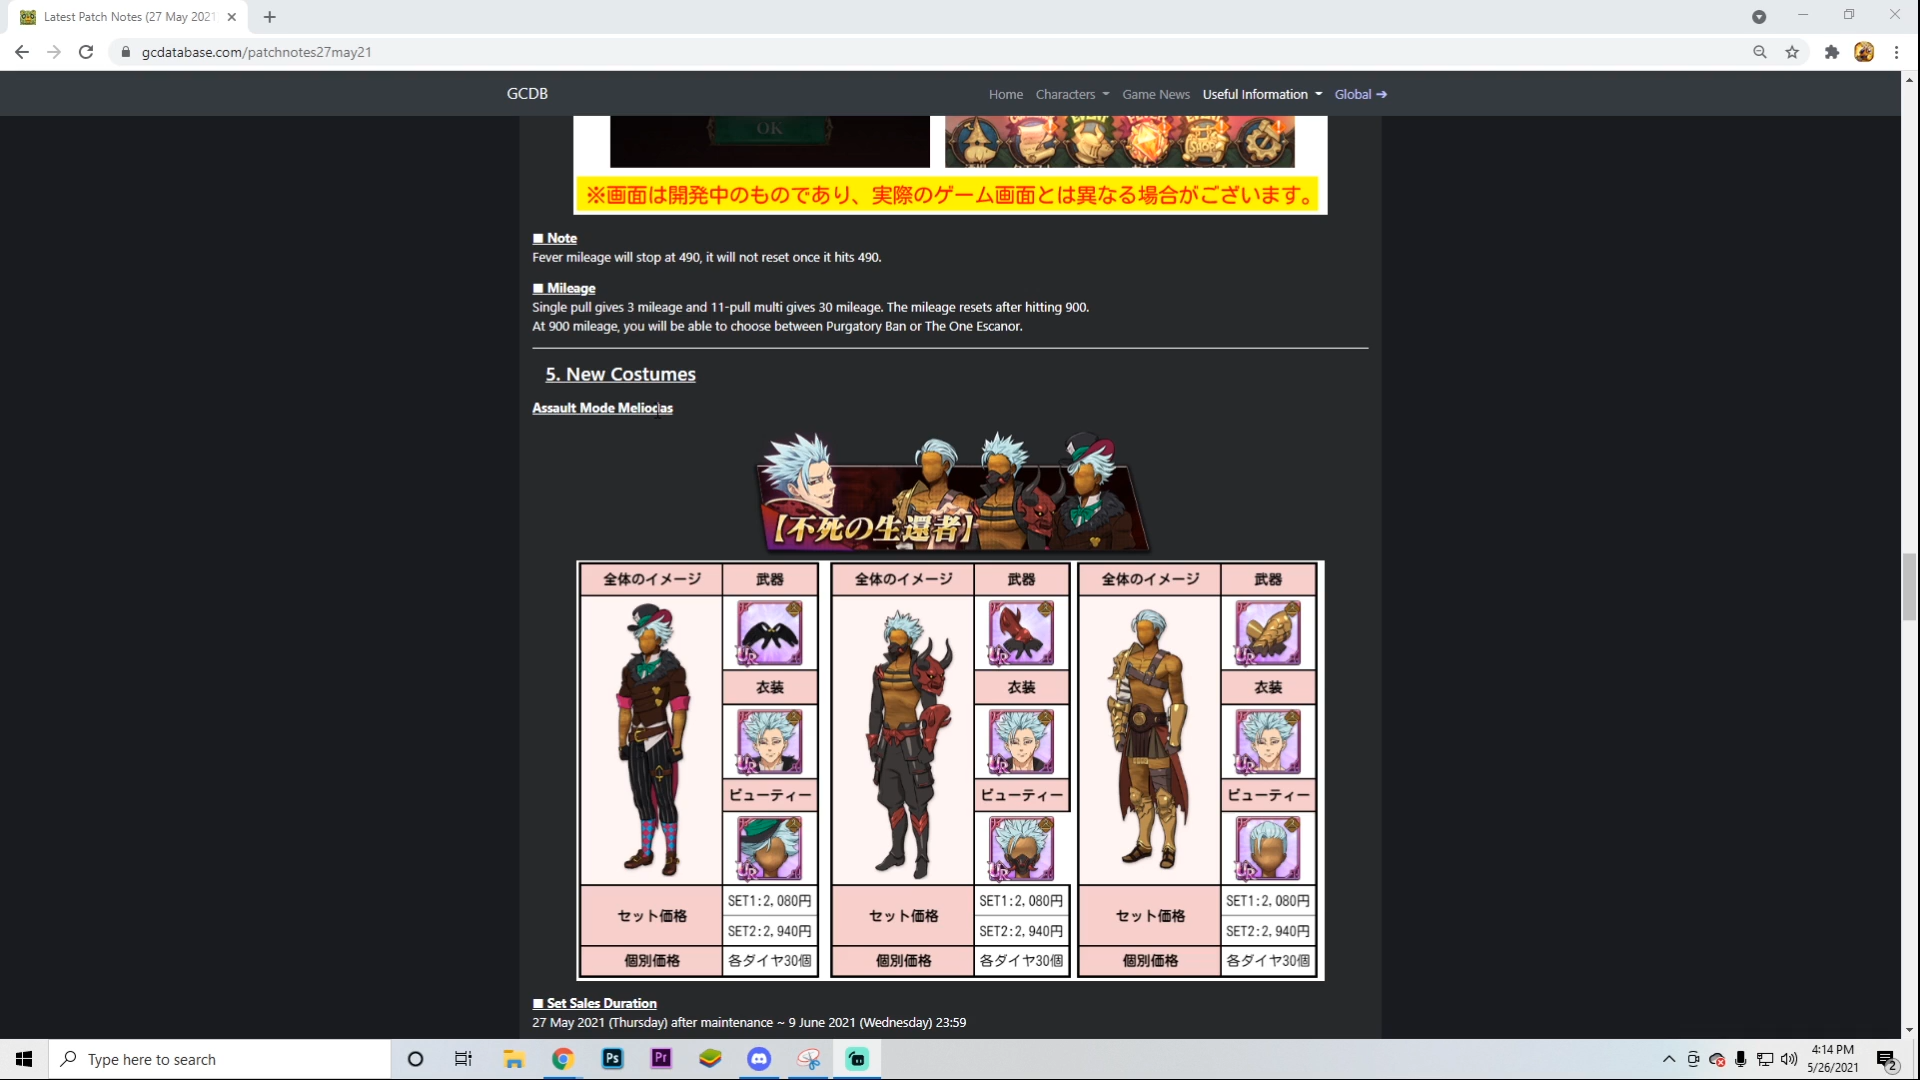 Latest Patch Notes (27 May 2021
gcdatabase.com/patchnotes27may21
GCDB
Home
Characters
Game News
Useful Information
Global ➔
OK
SHOP
※画面は開発中のものであり、実際のゲーム画面とは異なる場合がございます。
■ Note
Fever mileage will stop at 490, it will not reset once it hits 490.
■ Mileage
Single pull gives 3 mileage and 11-pull multi gives 30 mileage. The mileage resets after hitting 900.
At 900 mileage, you will be able to choose between Purgatory Ban or The One Escanor.
5. New Costumes
Assault Mode Meliodas
【不死の生還者】
全体のイメージ 武器 全体のイメージ 武器 全体のイメージ 武器
UR UR UR
衣装 衣装 衣装
UR UR UR
ビューティー ビューティー ビューティー
UR UR UR
セット価格 SET1:2,080円 セット価格 SET1:2,080円 セット価格 SET1:2,080円
SET2:2,940円 SET2:2,940円 SET2:2,940円
個別価格 各ダイヤ30個 個別価格 各ダイヤ30個 個別価格 各ダイヤ30個
■ Set Sales Duration
27 May 2021 (Thursday) after maintenance ~ 9 June 2021 (Wednesday) 23:59
Type here to search
Ps
Pr
4:14 PM
5/26/2021
2